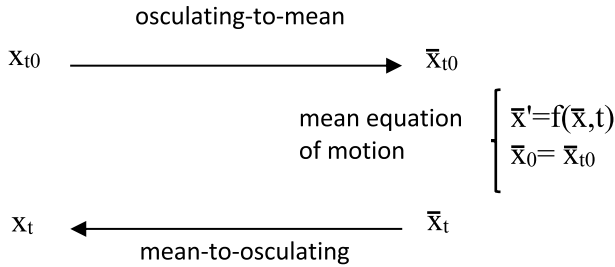 osculating-to-mean
xt0 x̄t0
mean equation
of motion
x̄'=f(x̄,t)
x̄0= x̄t0
xt x̄t
mean-to-osculating